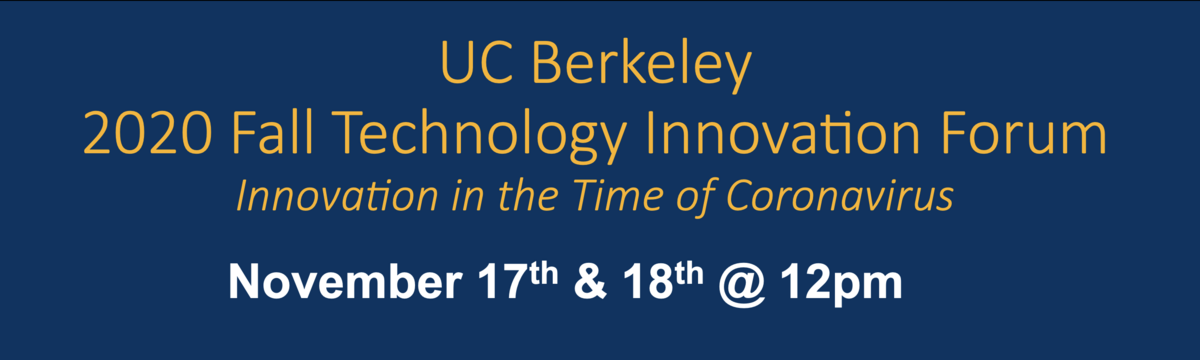 UC Berkeley
2020 Fall Technology Innovation Forum
Innovation in the Time of Coronavirus
November 17th & 18th @ 12pm